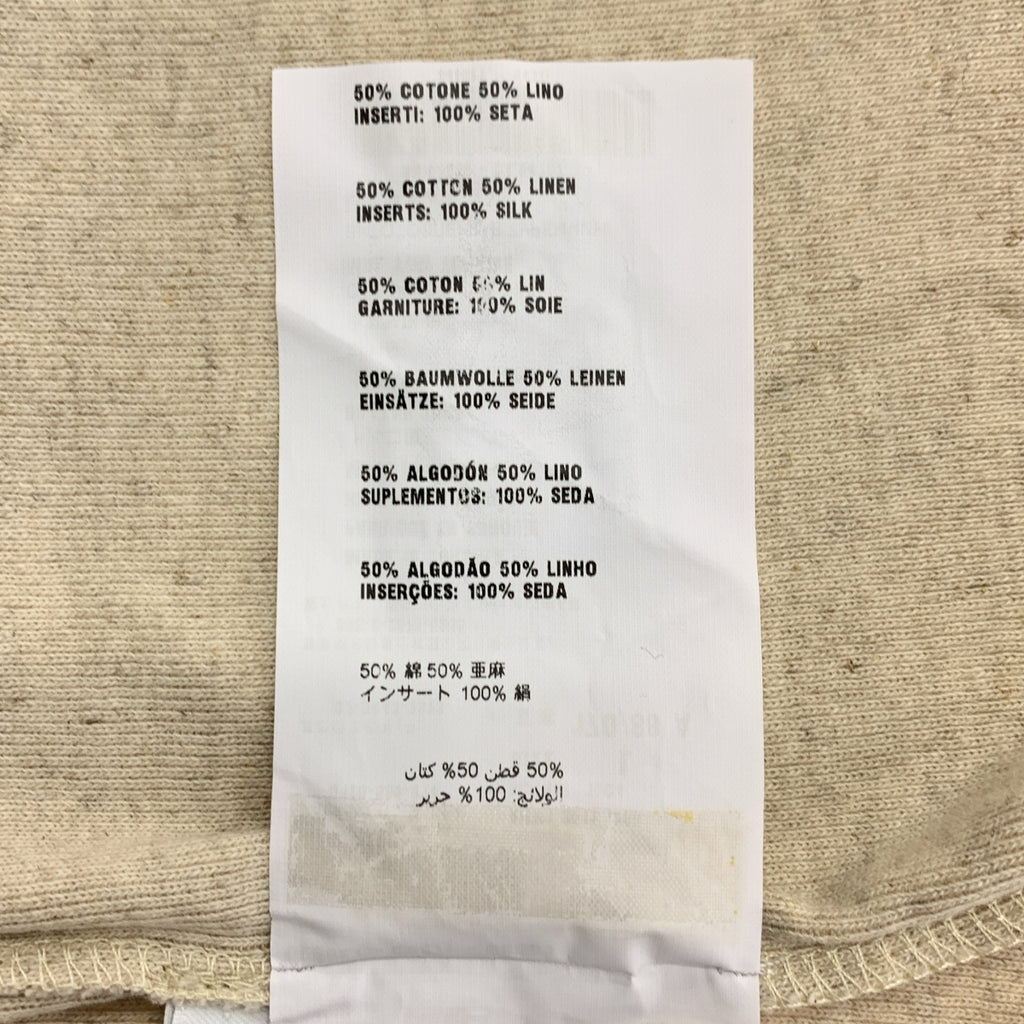 50% COTONE 50% LINO
INSERTI: 100% SETA
50% COTTON 50% LINEN
INSERTS: 100% SILK
50% COTON 50% LIN
GARNITURE: 100% SOIE
50% BAUMWOLLE 50% LEINEN
EINSÄTZE: 100% SEIDE
50% ALGODÓN 50% LINO
SUPLEMENTOS: 100% SEDA
50% ALGODÃO 50% LINHO
INSERÇÕES: 100% SEDA
50% 綿 50% 亜麻
インサート 100% 絹
50% قطن 50% كتان
الولائج: 100% حرير